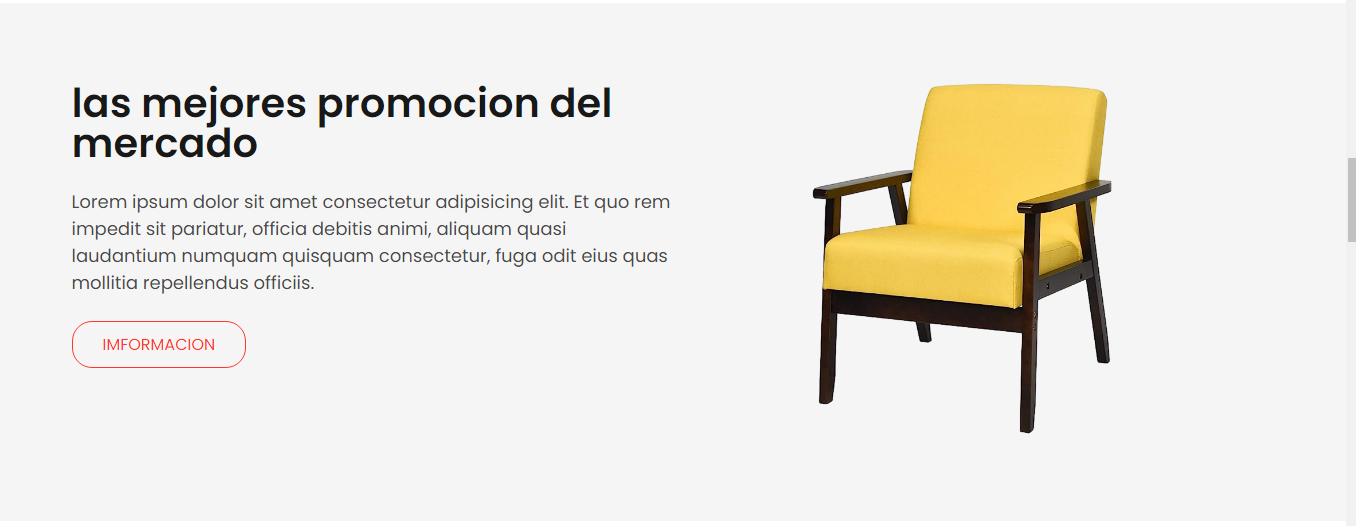 las mejores promocion del
mercado
Lorem ipsum dolor sit amet consectetur adipisicing elit. Et quo rem
impedit sit pariatur, officia debitis animi, aliquam quasi
laudantium numquam quisquam consectetur, fuga odit eius quas
mollitia repellendus officiis.
IMFORMACION